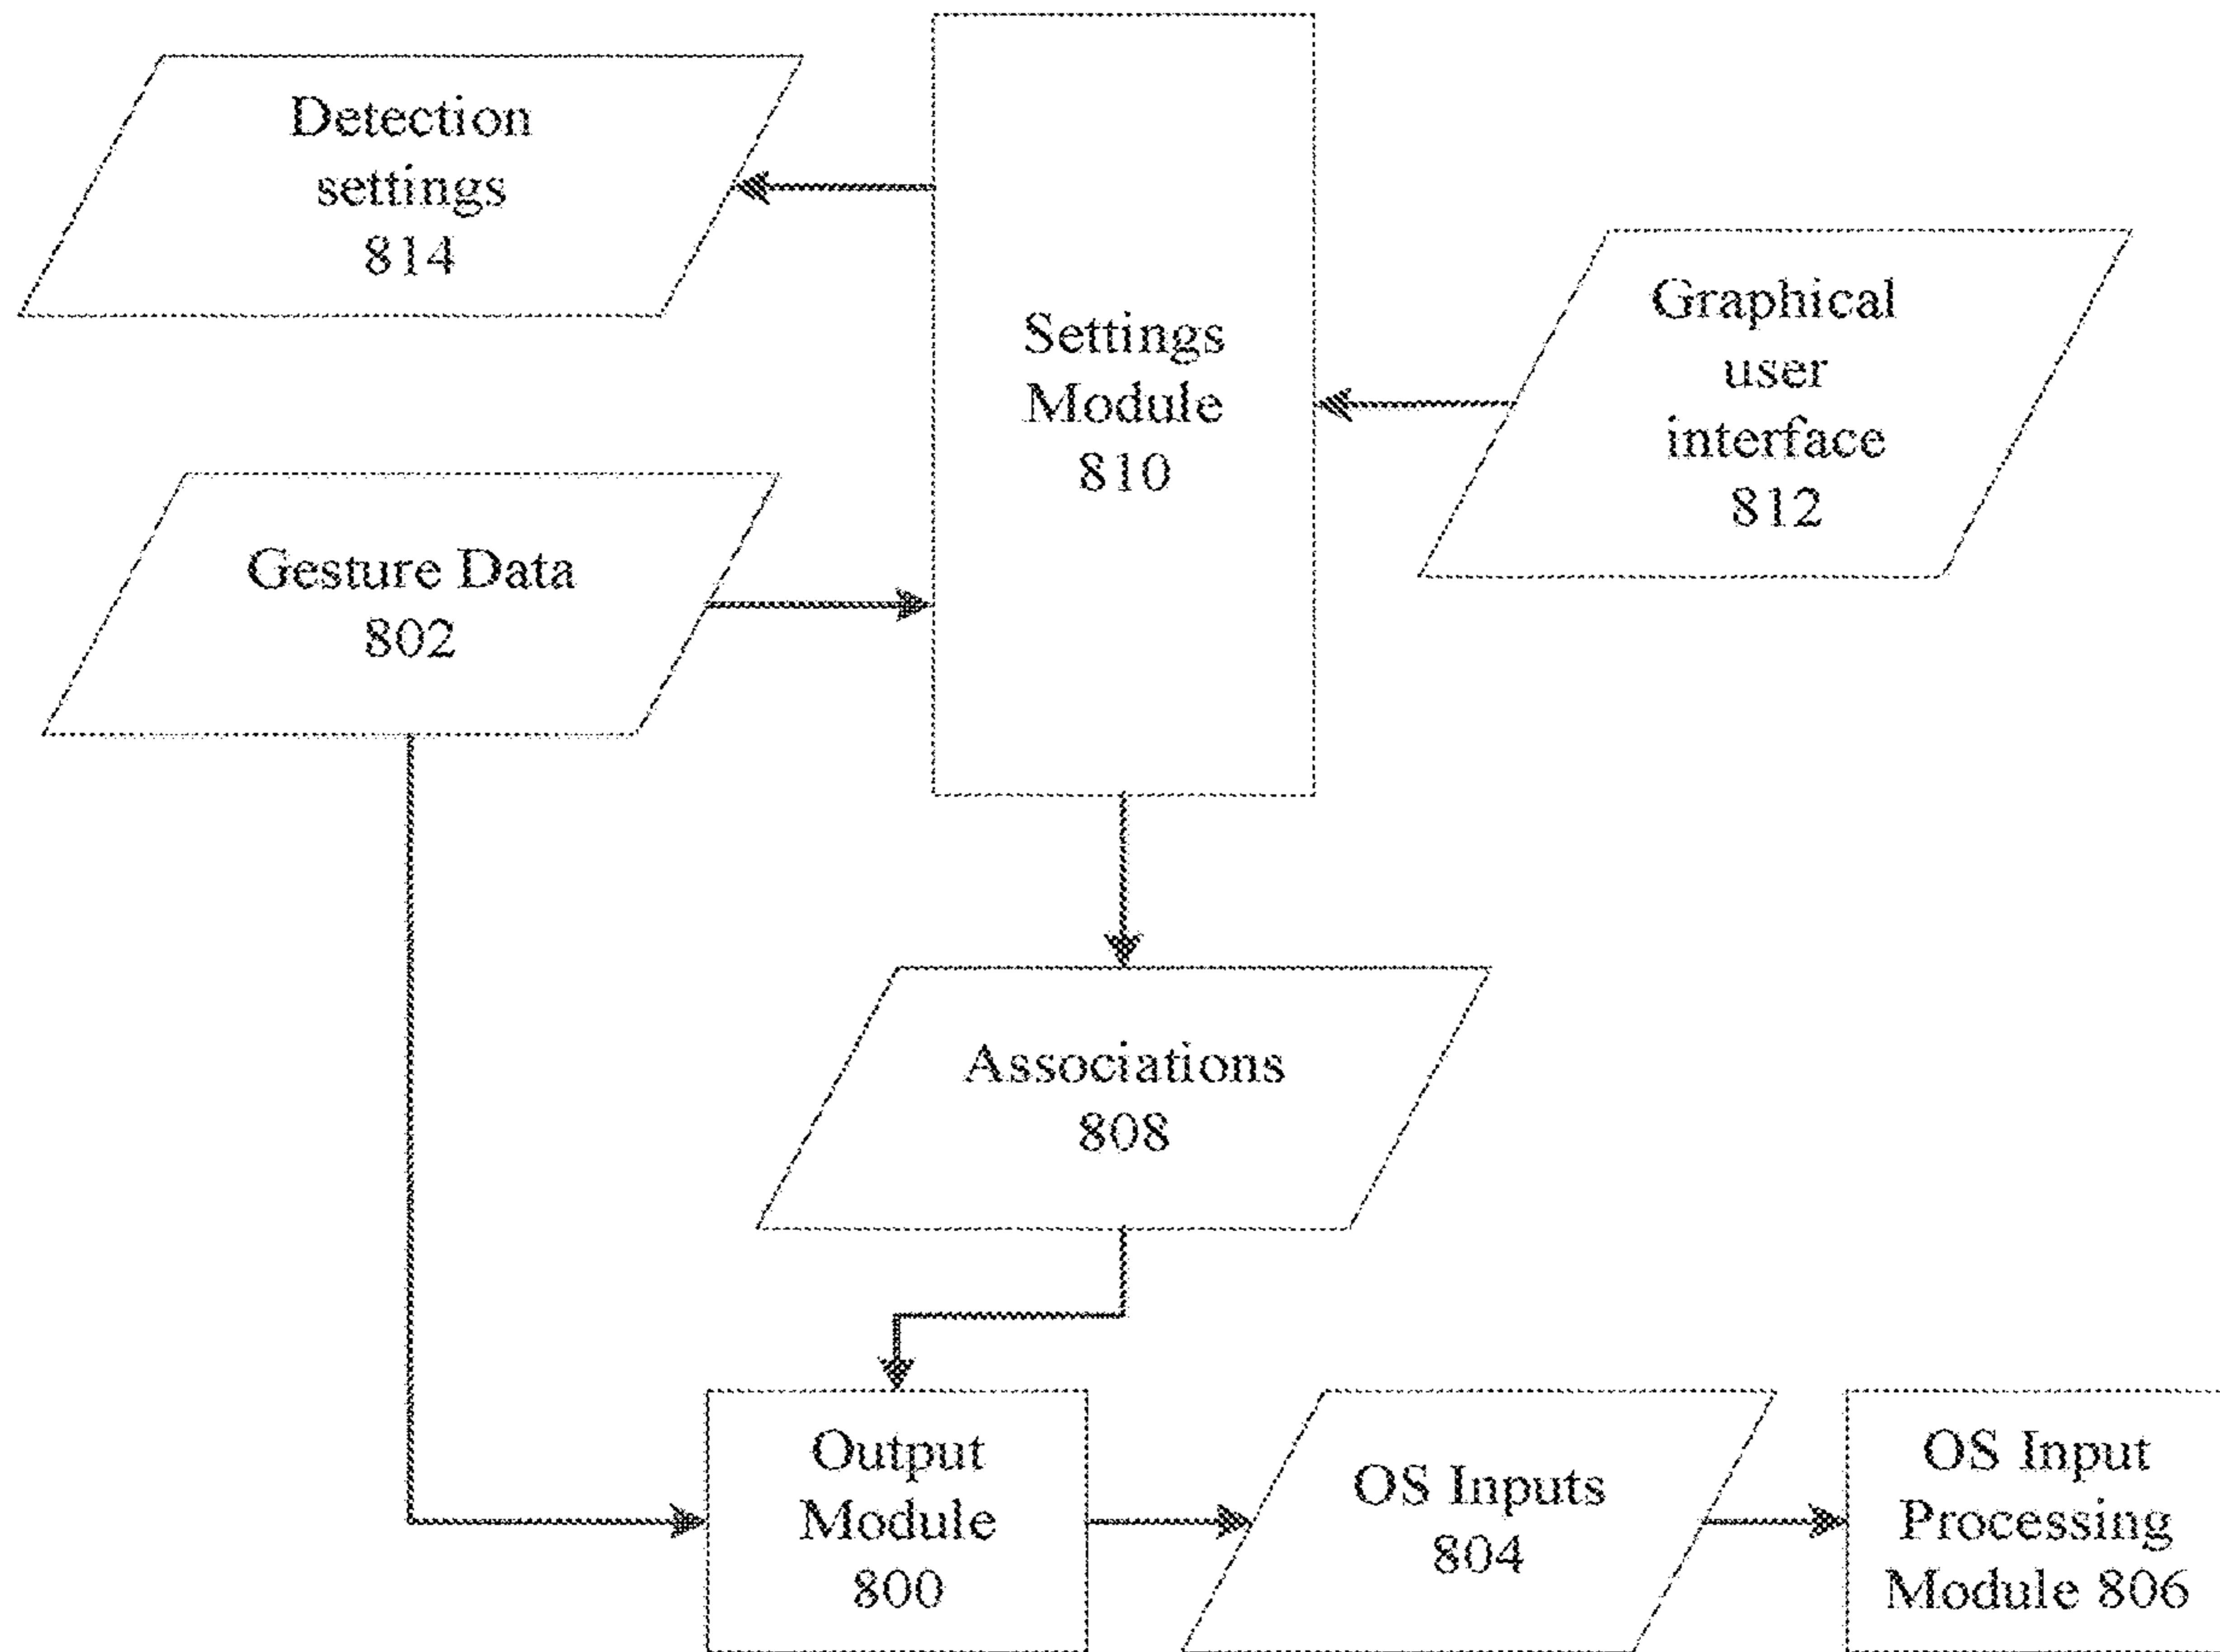 Detection
settings
814
Settings
Module
810
Graphical
user
interface
812
Gesture Data
802
Associations
808
Output
Module
800
OS Inputs
804
OS Input
Processing
Module 806